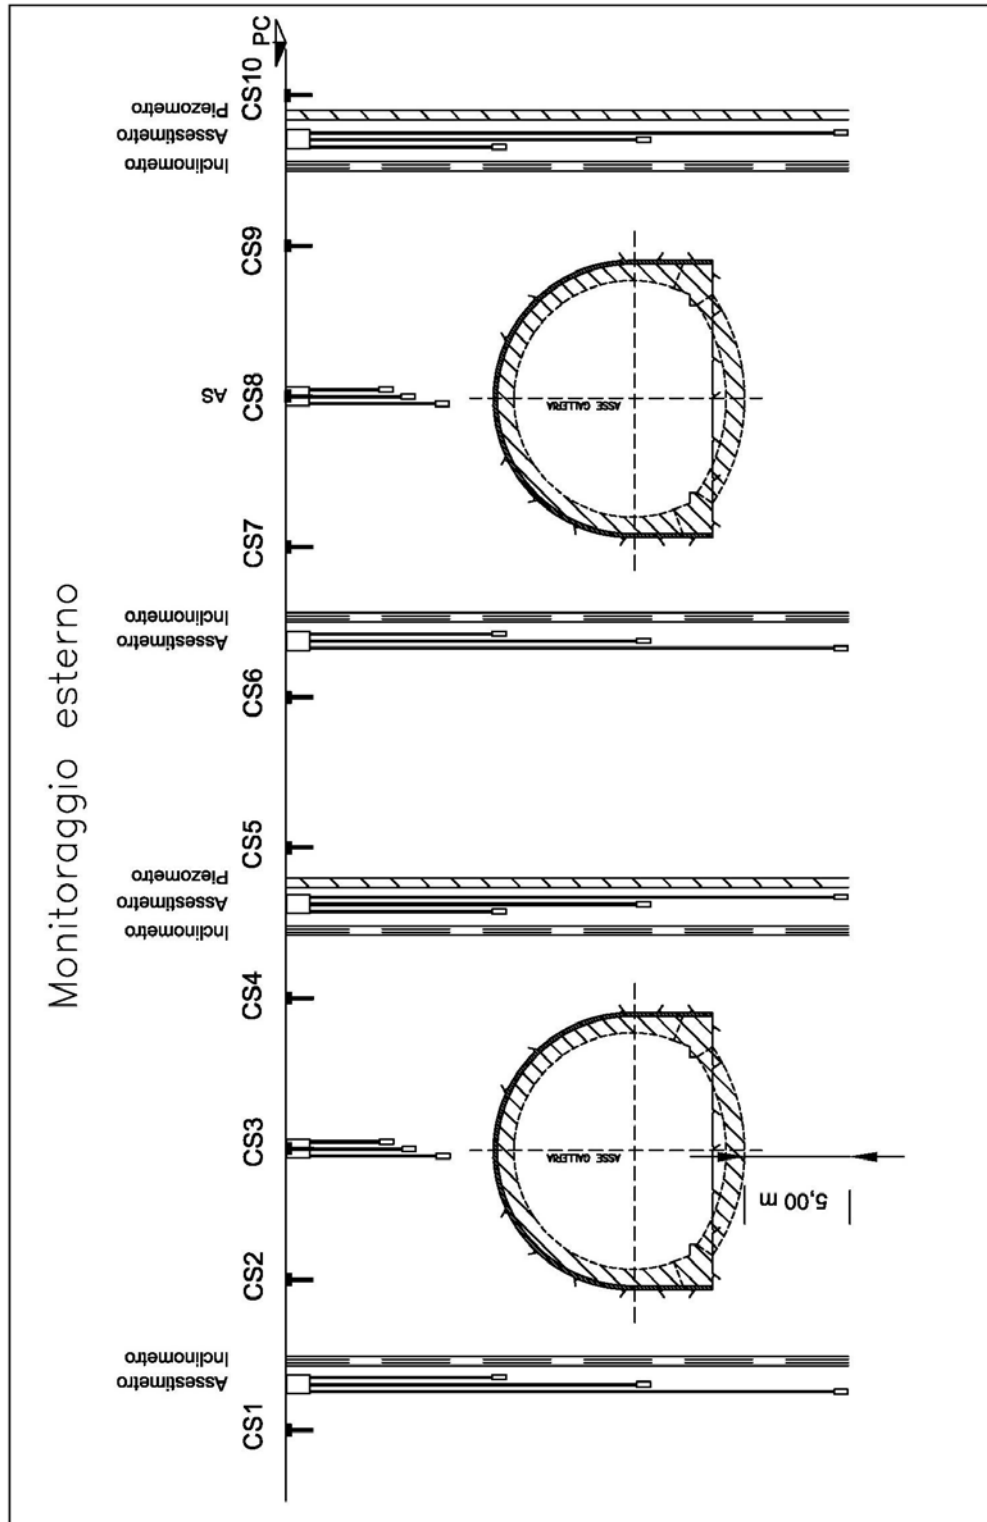 Monitoraggio esterno
Assestimetro
Inclinometro
Inclinometro
Assestimetro
Piezometro
Assestimetro
Inclinometro
AS
Inclinometro
Assestimetro
Piezometro
CS1
CS2
CS3
CS4
CS5
CS6
CS7
CS8
CS9
CS10
PC
ASSE GALLERIA
ASSE GALLERIA
5,00 m